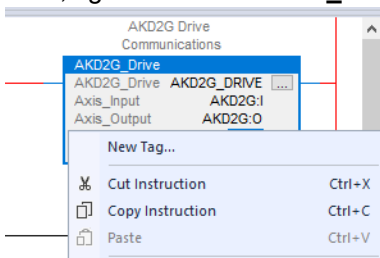 AKD2G Drive
Communications
AKD2G_Drive
AKD2G_Drive AKD2G_DRIVE ...
Axis_Input AKD2G:I
Axis_Output AKD2G:O
New Tag...
Cut Instruction Ctrl+X
Copy Instruction Ctrl+C
Paste Ctrl+V